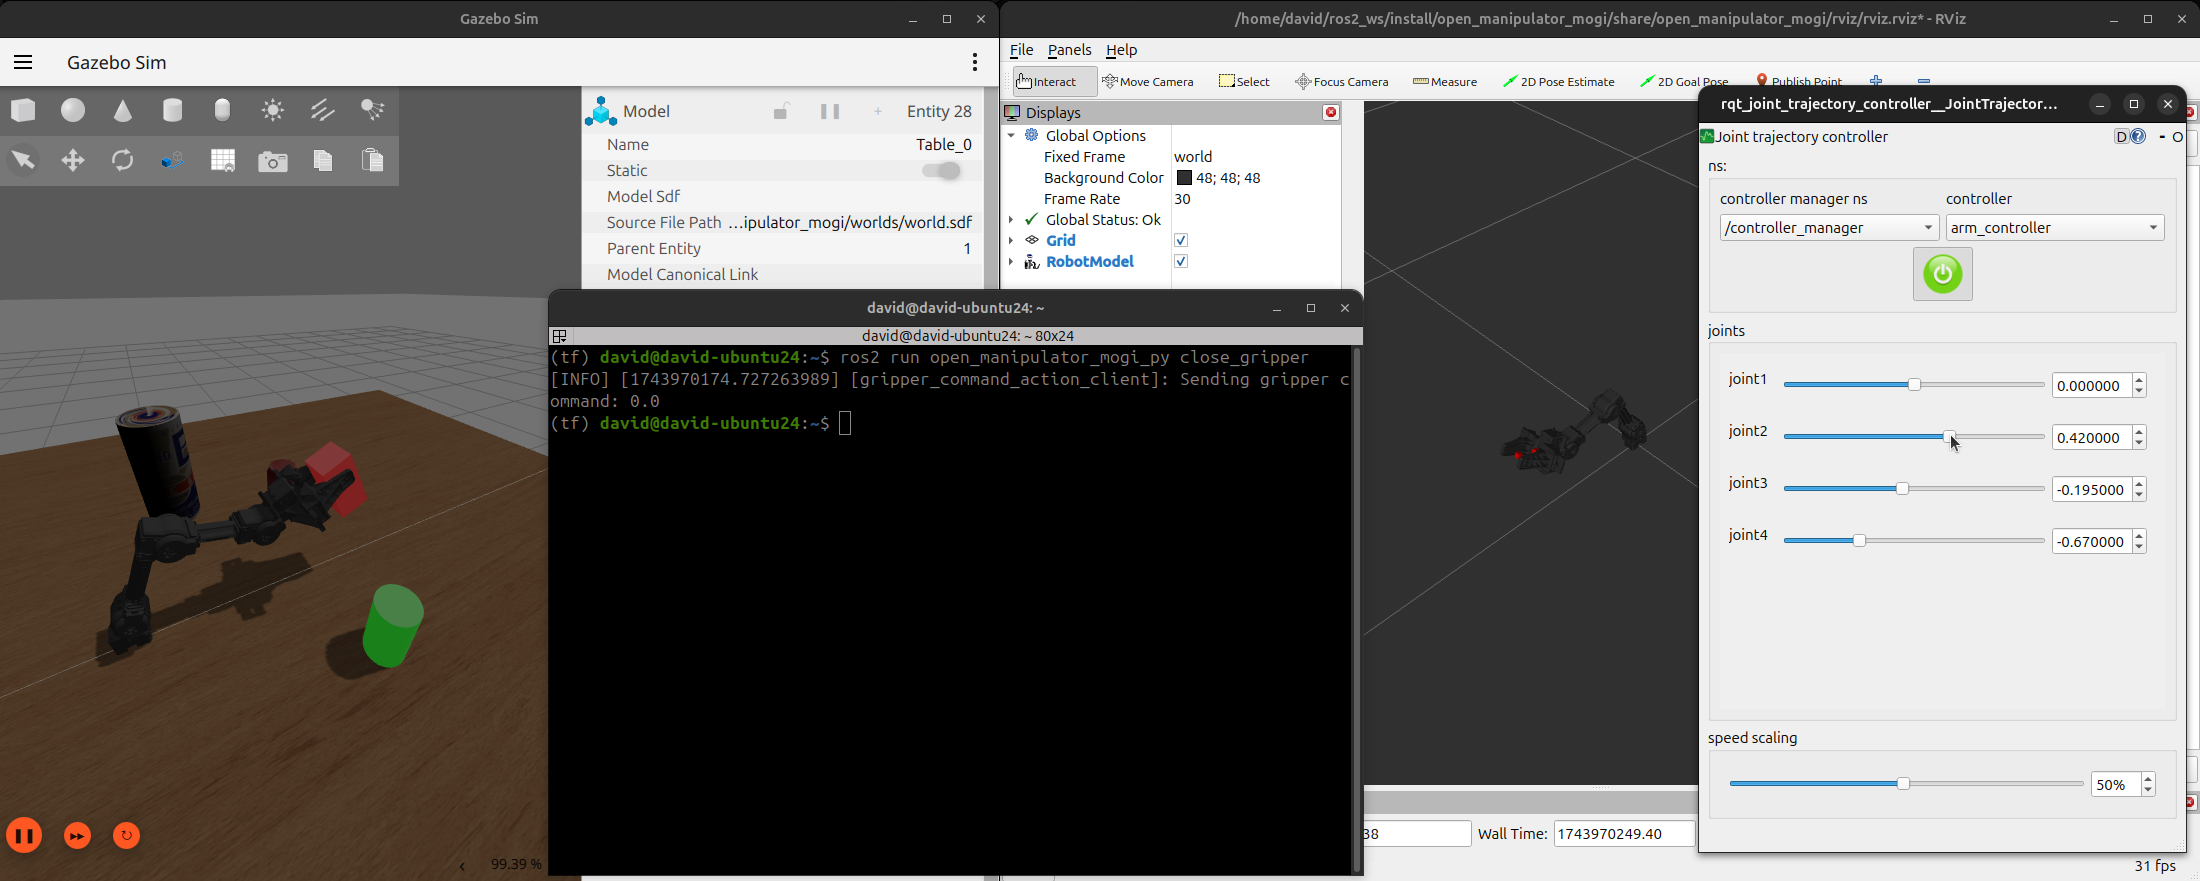 Gazebo Sim
Gazebo Sim
Model
Entity 28
Name
Table_0
Static
Model Sdf
Source File Path
...ipulator_mogi/worlds/world.sdf
Parent Entity
1
Model Canonical Link
99.39 %
/home/david/ros2_ws/install/open_manipulator_mogi/share/open_manipulator_mogi/rviz/rviz.rviz* - RViz
File Panels Help
Interact
Move Camera
Select
Focus Camera
Measure
2D Pose Estimate
2D Goal Pose
Publish Point
Displays
Global Options
Fixed Frame
world
Background Color
48; 48; 48
Frame Rate
30
Global Status: Ok
Grid
RobotModel
david@david-ubuntu24: ~
david@david-ubuntu24: ~ 80x24
(tf) david@david-ubuntu24:~$ ros2 run open_manipulator_mogi_py close_gripper
[INFO] [1743970174.727263989] [gripper_command_action_client]: Sending gripper c
ommand: 0.0
(tf) david@david-ubuntu24:~$
38
Wall Time:
1743970249.40
31 fps
rqt_joint_trajectory_controller__JointTrajector...
Joint trajectory controller
D
- O
ns:
controller manager ns
controller
/controller_manager
arm_controller
joints
joint1
0.000000
joint2
0.420000
joint3
-0.195000
joint4
-0.670000
speed scaling
50%